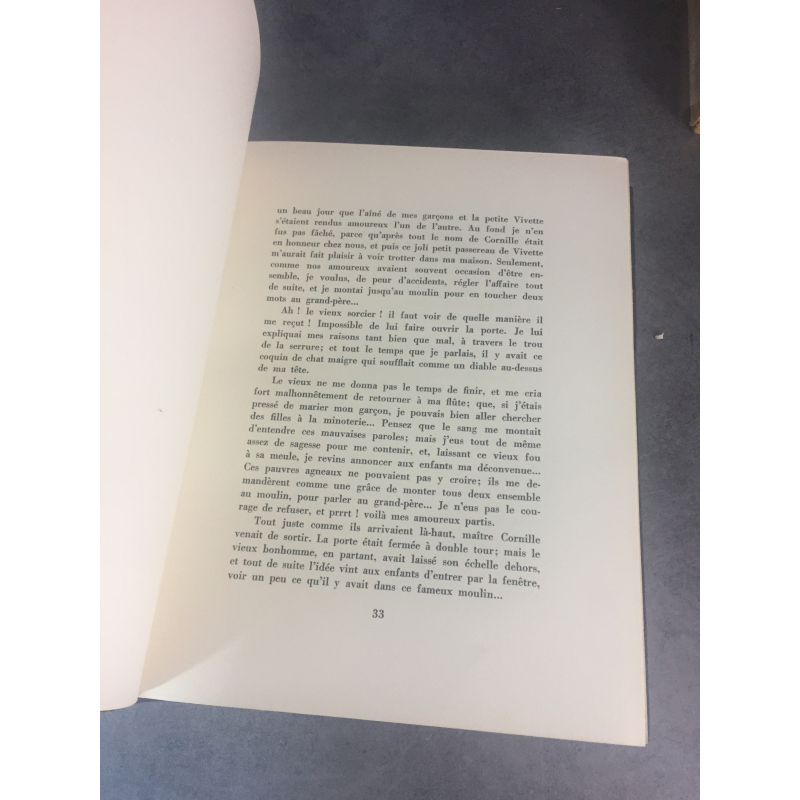 un beau jour que l'aîné de mes garçons et la petite Vivette
s'étaient rendus amoureux l'un de l'autre. Au fond je n'en
fus pas fâché, parce qu'après tout le nom de Cornille était
en honneur chez nous, et puis ce joli petit passereau de Vivette
m'aurait fait plaisir à voir trotter dans ma maison. Seulement,
comme nos amoureux avaient souvent occasion d'être en-
semble, je voulus, de peur d'accidents, régler l'affaire tout
de suite, et je montai jusqu'au moulin pour en toucher deux
mots au grand-père...
Ah ! le vieux sorcier ! il faut voir de quelle manière il
me reçut ! Impossible de lui faire ouvrir la porte. Je lui
expliquai mes raisons tant bien que mal, à travers le trou
de la serrure; et tout le temps que je parlais, il y avait ce
coquin de chat maigre qui soufflait comme un diable au-dessus
de ma tête.
Le vieux ne me donna pas le temps de finir, et me cria
fort malhonnêtement de retourner à ma flûte; que, si j'étais
pressé de marier mon garçon, je pouvais bien aller chercher
des filles à la minoterie... Pensez que le sang me montait
d'entendre ces mauvaises paroles; mais j'eus tout de même
assez de sagesse pour me contenir, et, laissant ce vieux fou
à sa meule, je revins annoncer aux enfants ma déconvenue...
Ces pauvres agneaux ne pouvaient pas y croire; ils me de-
mandèrent comme une grâce de monter tous deux ensemble
au moulin, pour parler au grand-père... Je n'eus pas le cou-
rage de refuser, et prrrt ! voilà mes amoureux partis.
Tout juste comme ils arrivaient là-haut, maître Cornille
venait de sortir. La porte était fermée à double tour; mais le
vieux bonhomme, en partant, avait laissé son échelle dehors,
et tout de suite l'idée vint aux enfants d'entrer par la fenêtre,
voir un peu ce qu'il y avait dans ce fameux moulin...
33